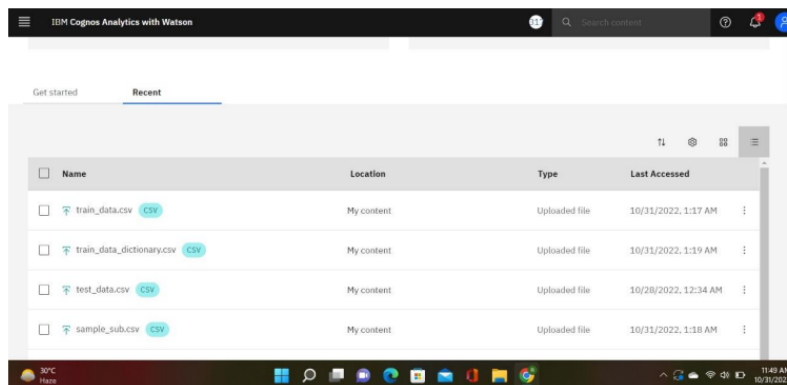 IBM Cognos Analytics with Watson
Search content
Get started Recent
Name Location Type Last Accessed
train_data.csv CSV My content Uploaded file 10/31/2022, 1:17 AM
train_data_dictionary.csv CSV My content Uploaded file 10/31/2022, 1:19 AM
test_data.csv CSV My content Uploaded file 10/28/2022, 12:34 AM
sample_sub.csv CSV My content Uploaded file 10/31/2022, 1:18 AM
30°C
Haze
11:49 AM
10/31/202